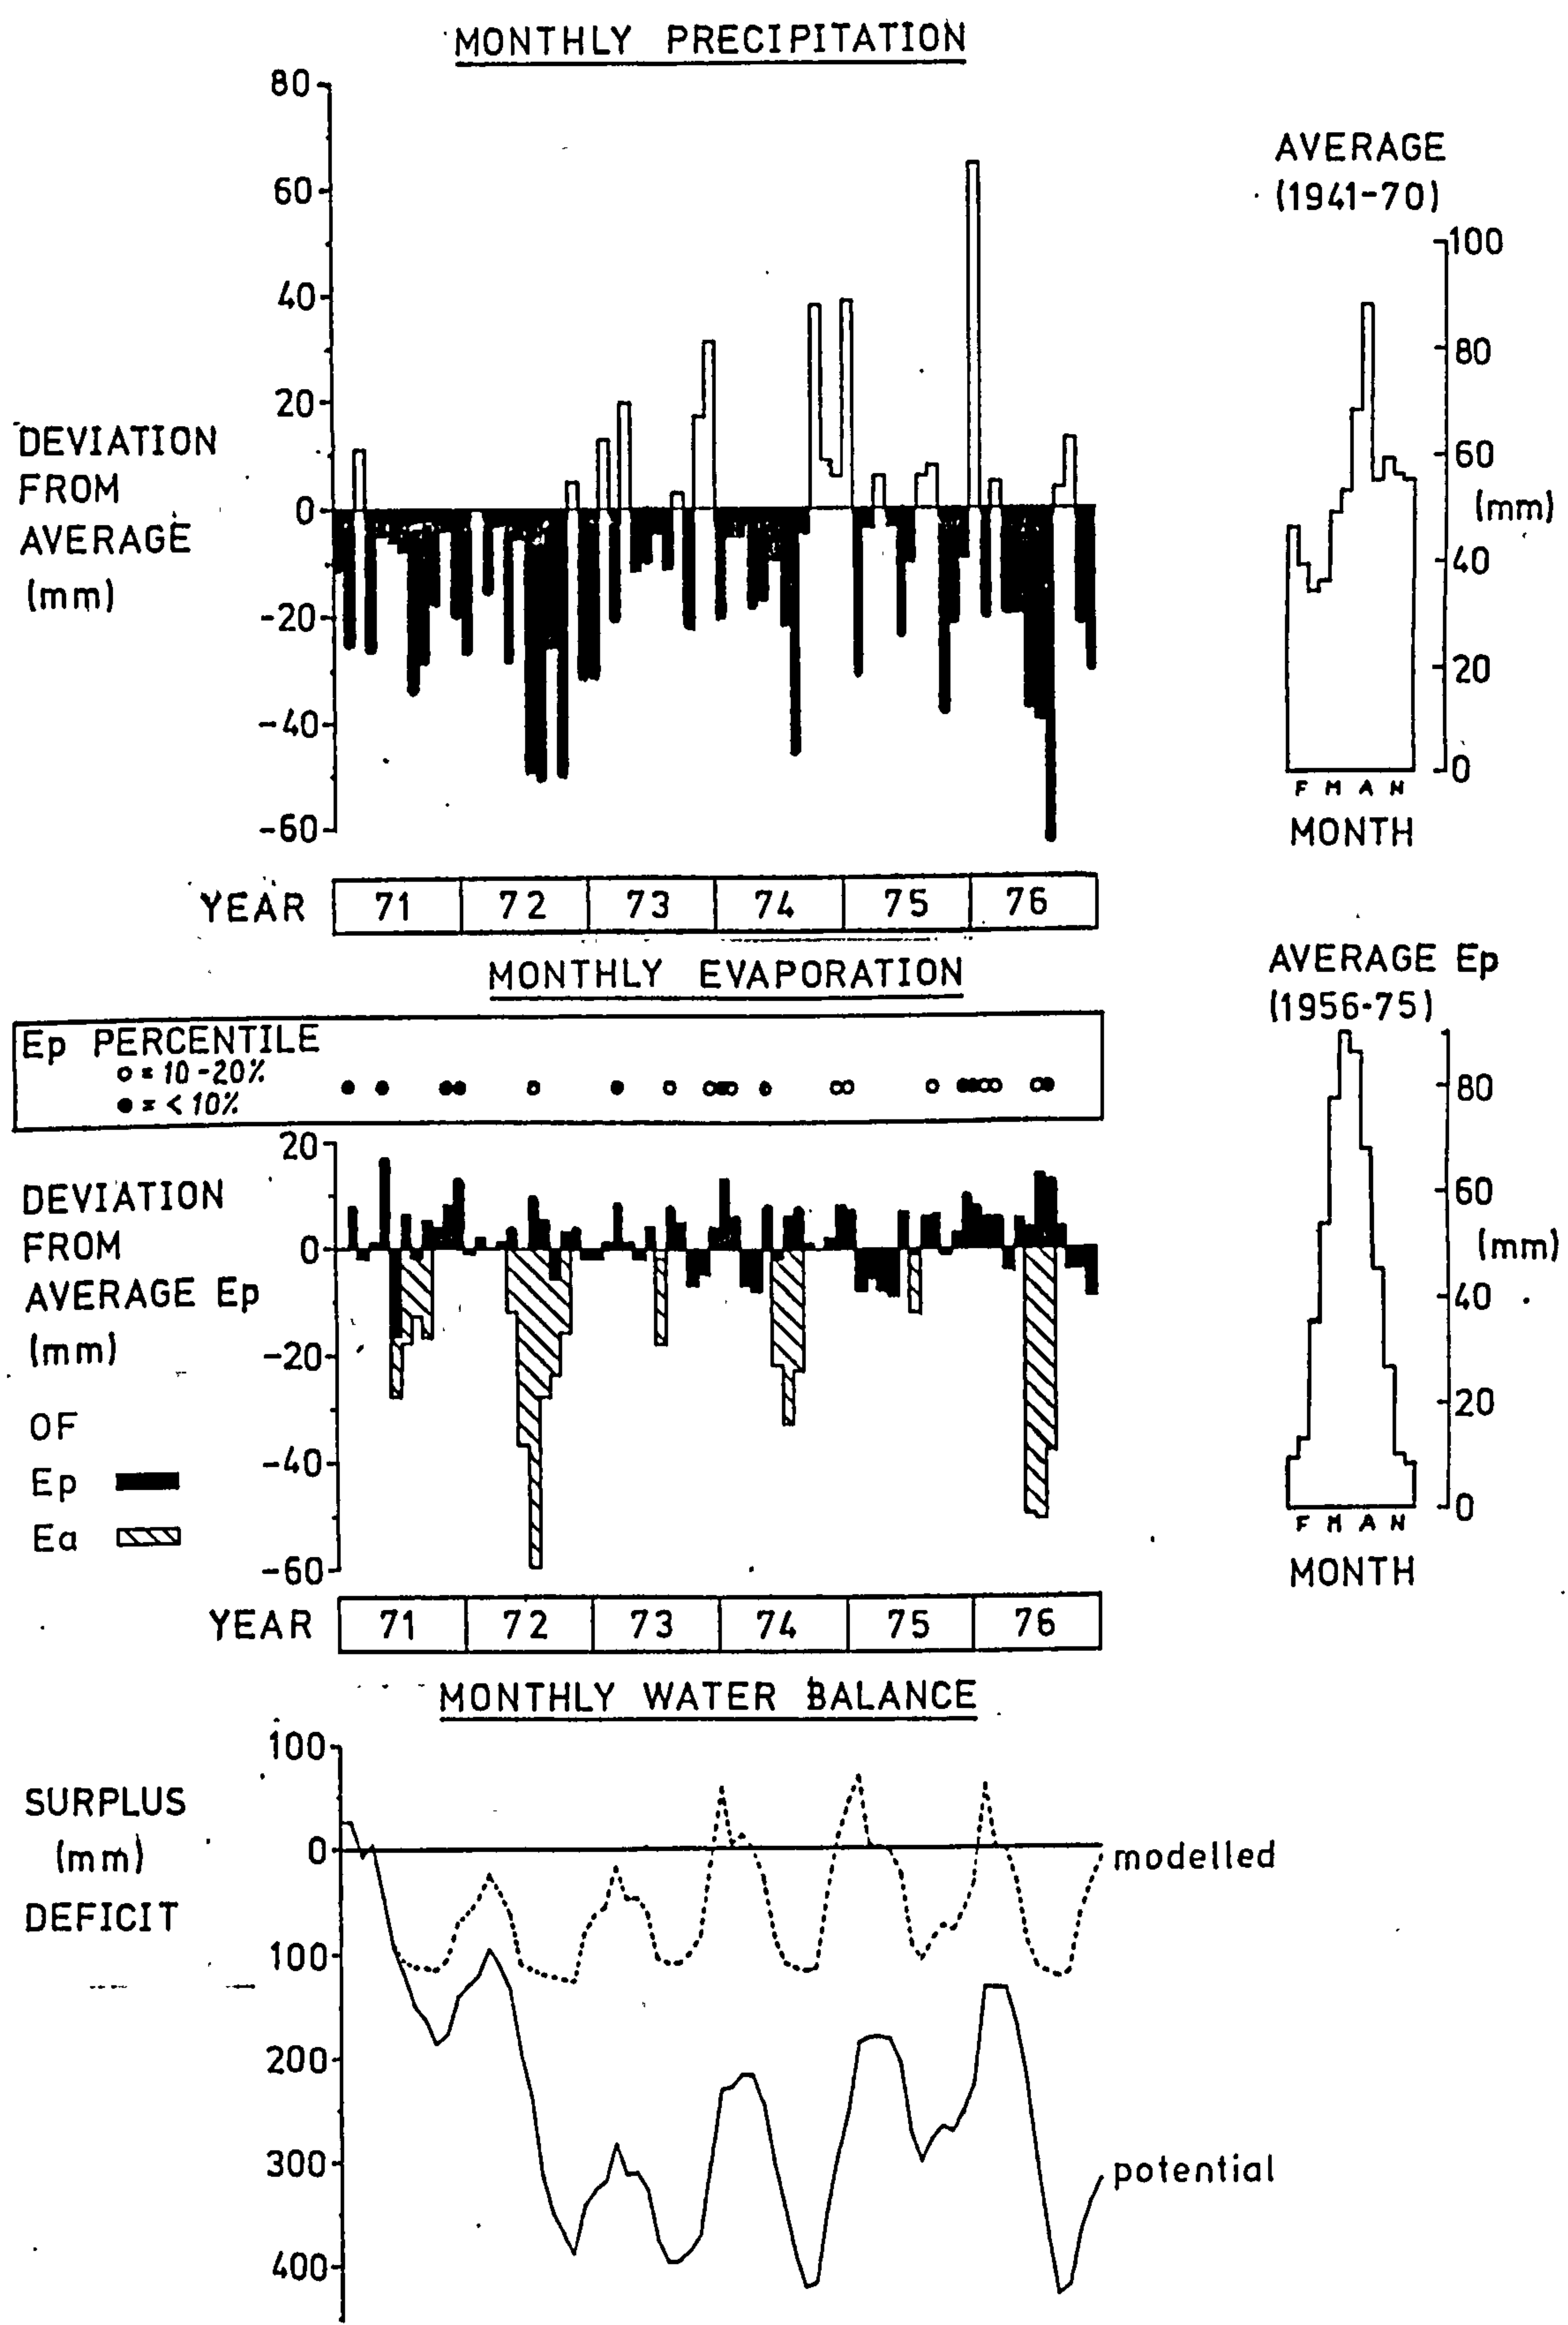 MONTHLY PRECIPITATION
80
60
40
20
0
-20
-40
-60
DEVIATION
FROM
AVERAGE
(mm)
AVERAGE
(1941-70)
100
80
60
(mm)
40
20
0
F M A N
MONTH
YEAR 71 72 73 74 75 76
MONTHLY EVAPORATION
Ep PERCENTILE
o = 10-20%
● = <10%
20
0
-20
-40
-60
DEVIATION
FROM
AVERAGE Ep
(mm)
OF
Ep
Ea
AVERAGE Ep
(1956-75)
80
60
(mm)
40
20
0
F M A N
MONTH
YEAR 71 72 73 74 75 76
MONTHLY WATER BALANCE
100
0
100
200
300
400
SURPLUS
(mm)
DEFICIT
modelled
potential